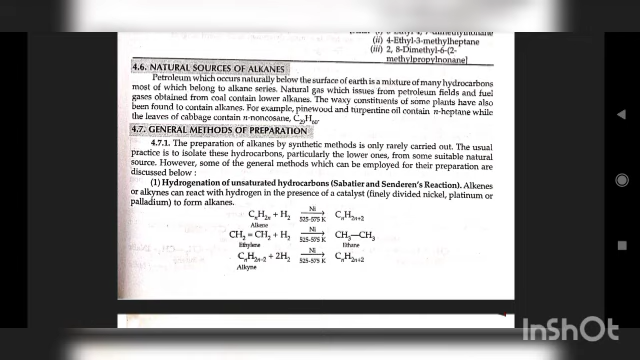 (ii) 4-Ethyl-3-methylheptane
(iii) 2, 8-Dimethyl-6-(2-
methylpropylnonane]
4.6. NATURAL SOURCES OF ALKANES
Petroleum which occurs naturally below the surface of earth is a mixture of many hydrocarbons
most of which belong to alkane series. Natural gas which issues from petroleum fields and fuel
gases obtained from coal contain lower alkanes. The waxy constituents of some plants have also
been found to contain alkanes. For example, pinewood and turpentine oil contain n-heptane while
the leaves of cabbage contain n-noncosane, C₂₉H₆₀.
4.7. GENERAL METHODS OF PREPARATION
4.7.1. The preparation of alkanes by synthetic methods is only rarely carried out. The usual
practice is to isolate these hydrocarbons, particularly the lower ones, from some suitable natural
source. However, some of the general methods which can be employed for their preparation are
discussed below :
(1) Hydrogenation of unsaturated hydrocarbons (Sabatier and Senderen's Reaction). Alkenes
or alkynes can react with hydrogen in the presence of a catalyst (finely divided nickel, platinum or
palladium) to form alkanes.
Ni
CₙH₂ₙ + H₂ → CₙH₂ₙ₊₂
Alkene 525-575 K
Ni
CH₂ = CH₂ + H₂ → CH₃—CH₃
Ethylene 525-575 K Ethane
Ni
CₙH₂ₙ₋₂ + 2H₂ → CₙH₂ₙ₊₂
Alkyne 525-575 K
InShOt